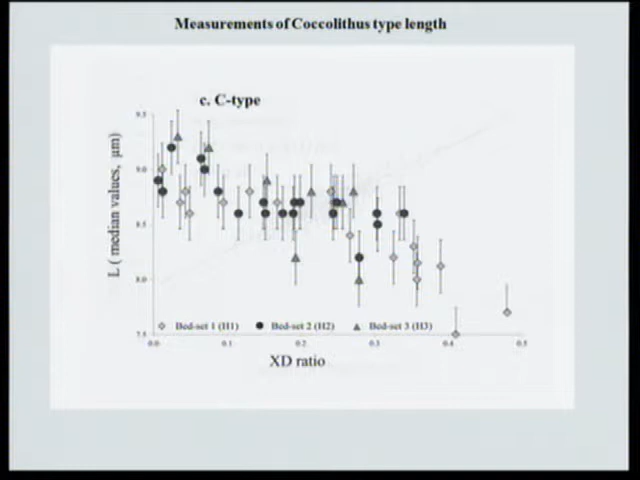 Measurements of Coccolithus type length
c. C-type
L ( median values, µm)
9.5
9.0
8.5
8.0
7.5
Bed-set 1 (H1) Bed-set 2 (H2) Bed-set 3 (H3)
0.0 0.2 0.3 0.4 0.5
XD ratio